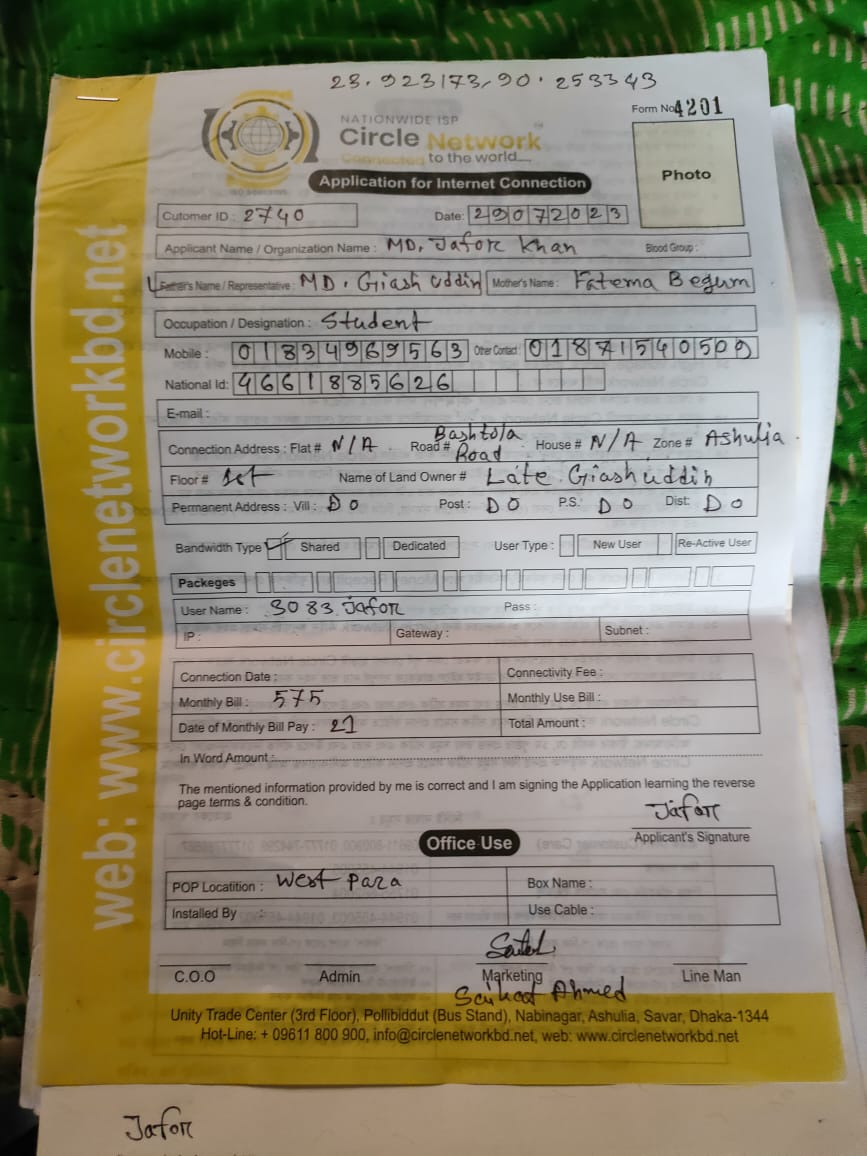 23.923173, 90.253343
Form No 4201
NATIONWIDE ISP
Circle Network
Connected to the world....
Application for Internet Connection
Photo
Cutomer ID : 2740 Date: 29072023
Applicant Name / Organization Name : MD. Jafor Khan Blood Group :
Father's Name / Representative : MD. Giash uddin Mother's Name : Fatema Begum
Occupation / Designation : Student
Mobile : 01834969563 Other Contact : 01871540509
National Id: 4661885626
E-mail :
Connection Address : Flat # N/A Road # Bashtola Road House # N/A Zone # Ashulia
Floor # 1st Name of Land Owner # Late Giashuddin
Permanent Address : Vill : DO Post : DO P.S.: DO Dist: DO
Bandwidth Type Shared Dedicated User Type : New User Re-Active User
Packeges
User Name : 3083.Jafor Pass :
IP : Gateway : Subnet :
Connection Date : Connectivity Fee :
Monthly Bill : 575 Monthly Use Bill :
Date of Monthly Bill Pay : 21 Total Amount :
In Word Amount :
The mentioned information provided by me is correct and I am signing the Application learning the reverse
page terms & condition.
Jafor
Applicant's Signature
Office Use
POP Locatition : West Para Box Name :
Installed By : Use Cable :
C.O.O Admin Marketing Line Man
Ahmed
Unity Trade Center (3rd Floor), Pollibiddut (Bus Stand), Nabinagar, Ashulia, Savar, Dhaka-1344
Hot-Line: + 09611 800 900, info@circlenetworkbd.net, web: www.circlenetworkbd.net
web: www.circlenetworkbd.net
Jafor